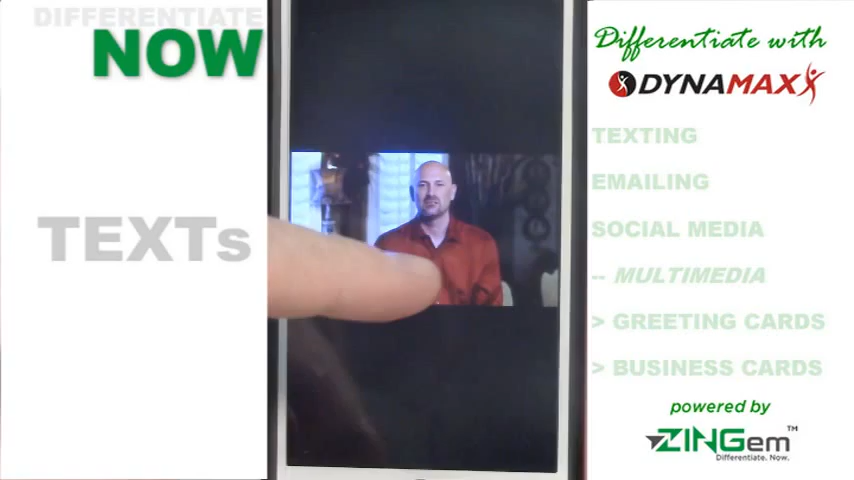 DIFFERENTIATE
NOW
TEXTs
Differentiate with
DYNAMAXX
TEXTING
EMAILING
SOCIAL MEDIA
-- MULTIMEDIA
> GREETING CARDS
> BUSINESS CARDS
powered by
ZINGem™
Differentiate. Now.